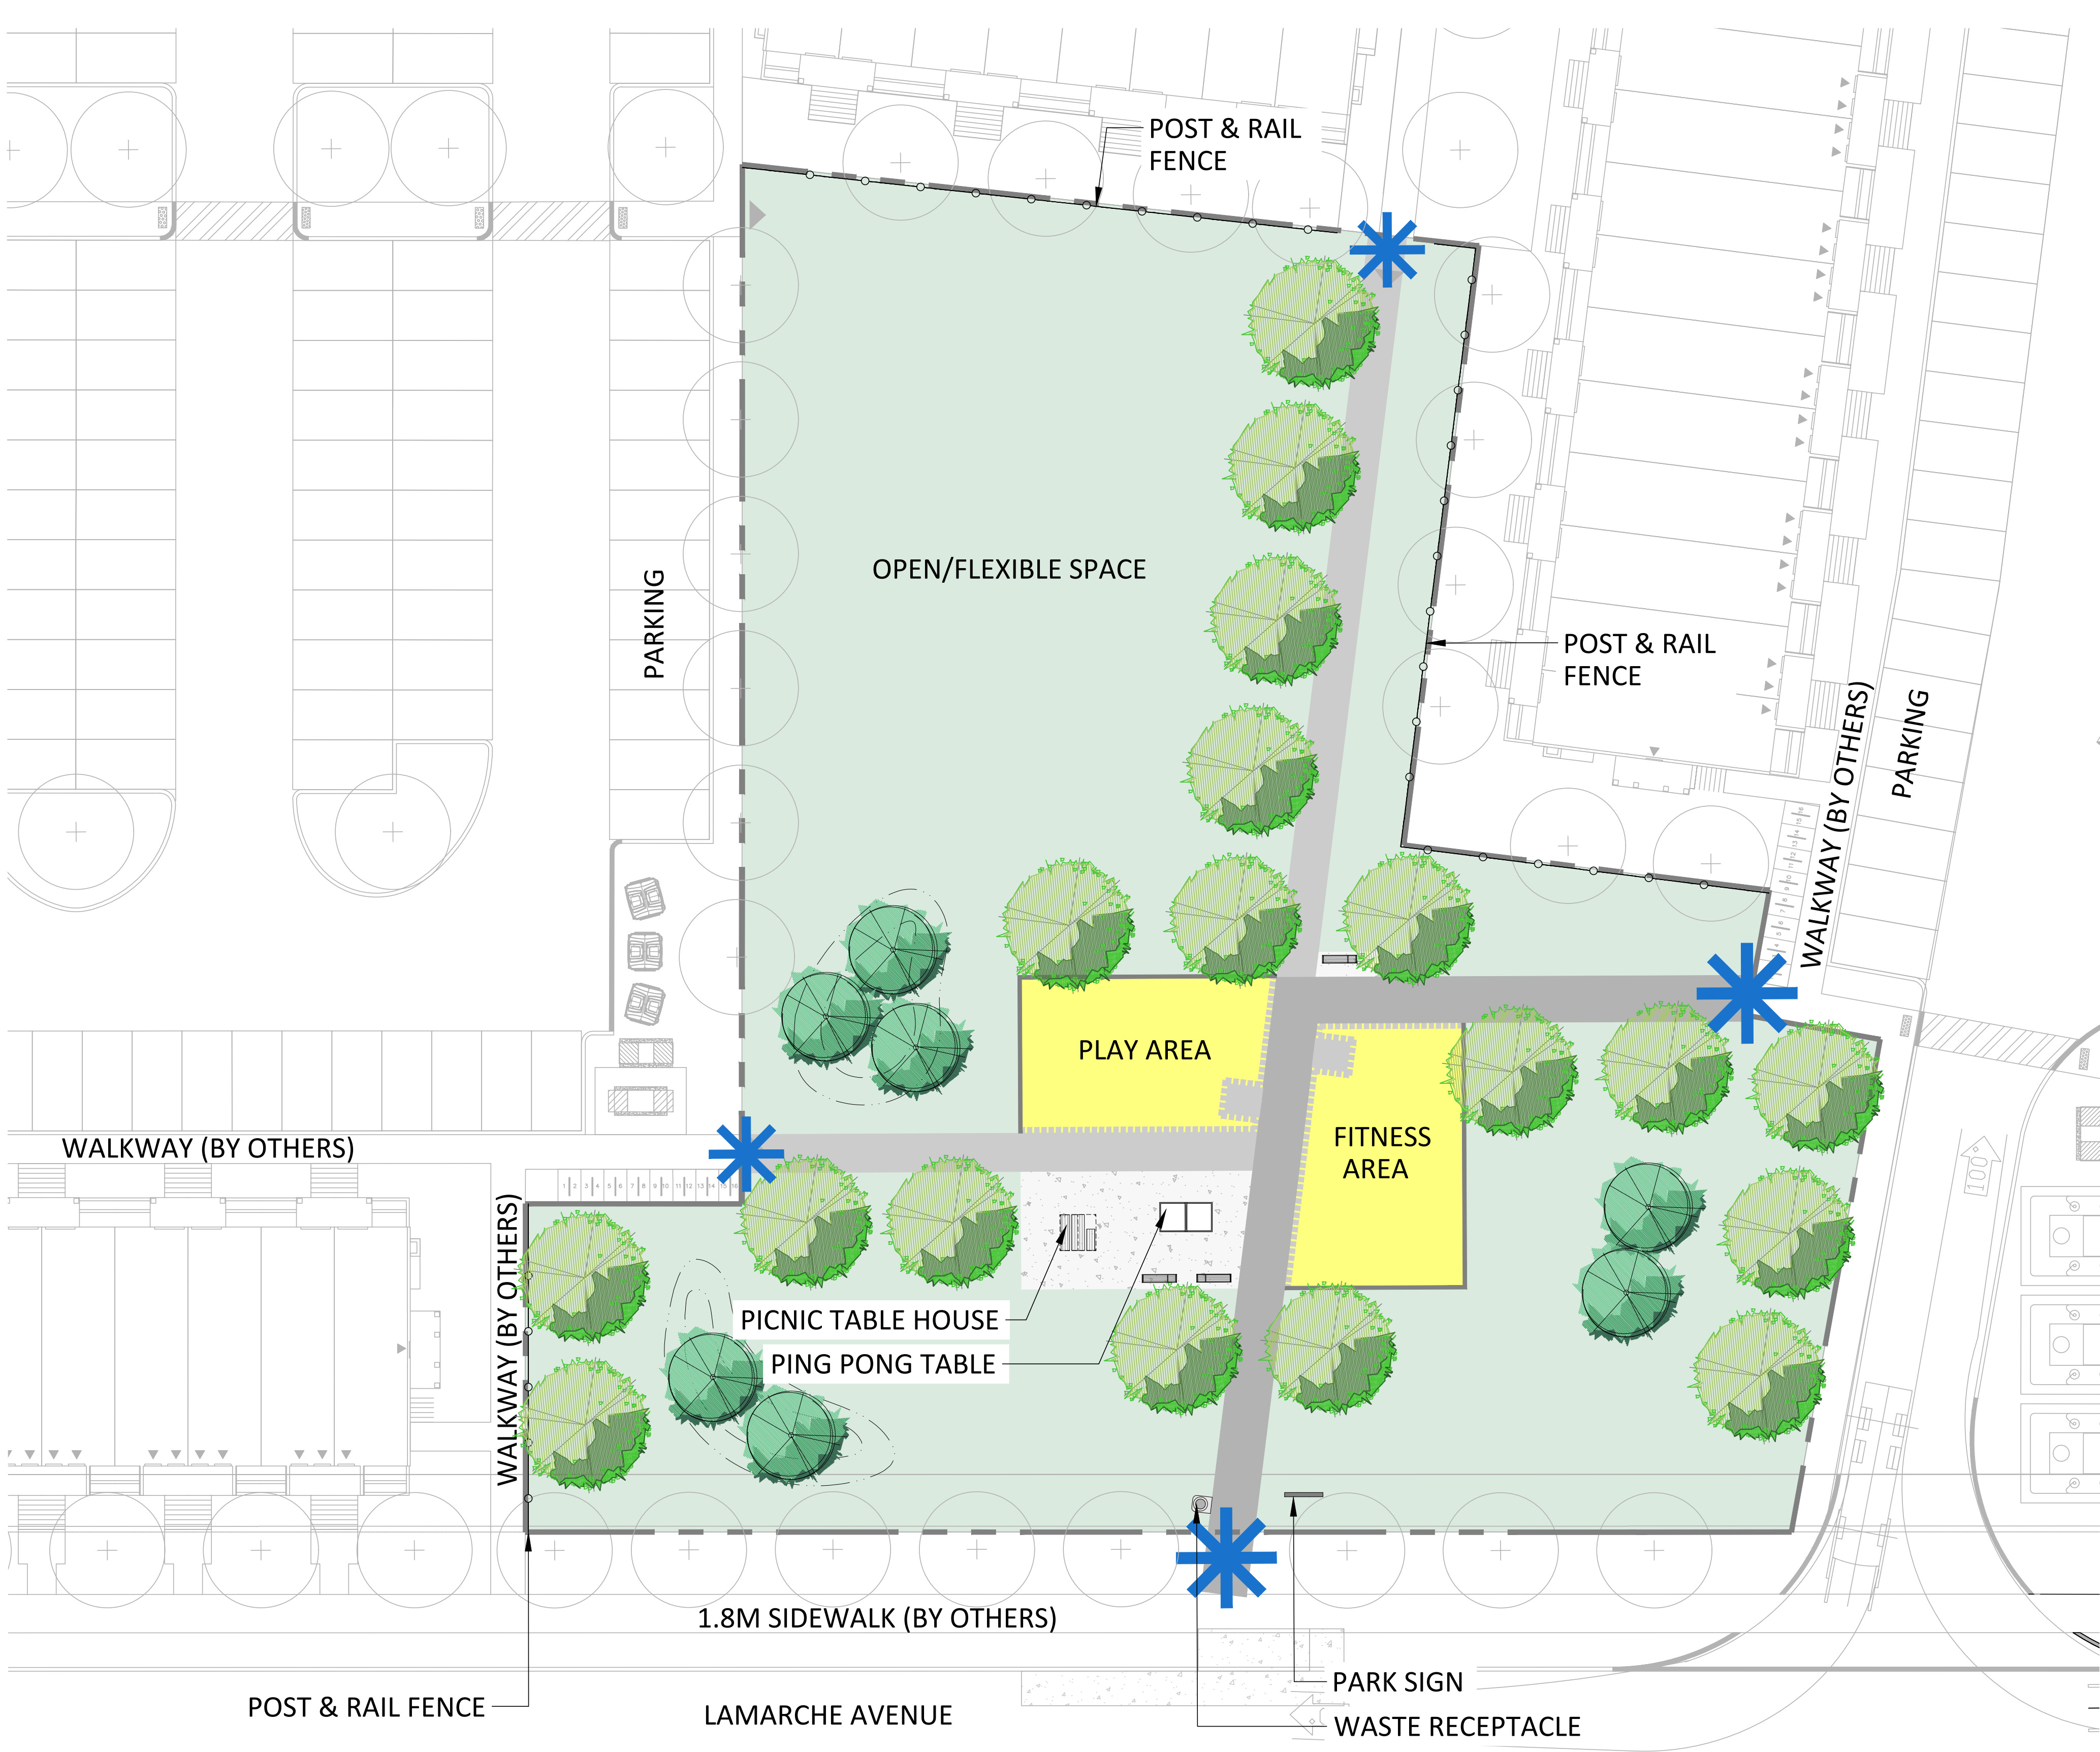 POST & RAIL
FENCE
OPEN/FLEXIBLE SPACE
PARKING
POST & RAIL
FENCE
WALKWAY (BY OTHERS)
PARKING
PLAY AREA
WALKWAY (BY OTHERS)
FITNESS
AREA
WALKWAY (BY OTHERS)
PICNIC TABLE HOUSE
PING PONG TABLE
100
1.8M SIDEWALK (BY OTHERS)
PARK SIGN
POST & RAIL FENCE
LAMARCHE AVENUE
WASTE RECEPTACLE